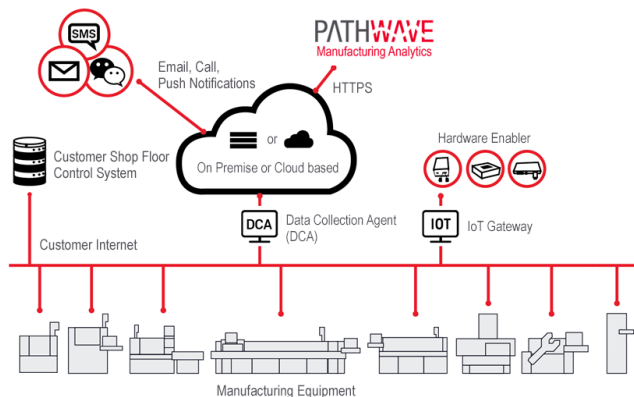 SMS
PATHWAVE
Manufacturing Analytics
Email, Call,
Push Notifications
HTTPS
or
On Premise or Cloud based
Customer Shop Floor
Control System
Hardware Enabler
DCA
Data Collection Agent
(DCA)
IOT
IoT Gateway
Customer Internet
Manufacturing Equipment